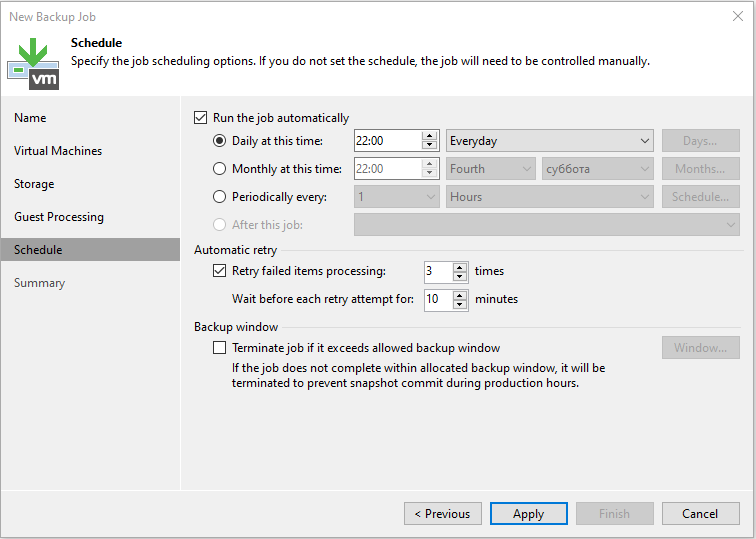 New Backup Job
Schedule
Specify the job scheduling options. If you do not set the schedule, the job will need to be controlled manually.
vm
Name
Virtual Machines
Storage
Guest Processing
Schedule
Summary
Run the job automatically
Daily at this time: 22:00 Everyday Days...
Monthly at this time: 22:00 Fourth суббота Months...
Periodically every: 1 Hours Schedule...
After this job:
Automatic retry
Retry failed items processing: 3 times
Wait before each retry attempt for: 10 minutes
Backup window
Terminate job if it exceeds allowed backup window Window...
If the job does not complete within allocated backup window, it will be
terminated to prevent snapshot commit during production hours.
< Previous Apply Finish Cancel